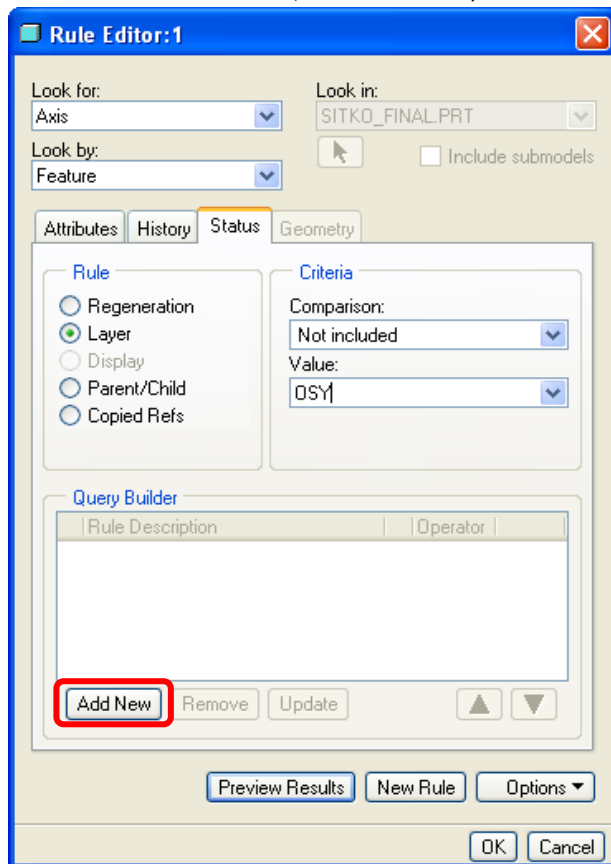 Rule Editor:1
Look for: Look in:
Axis SITKO_FINAL.PRT
Look by:
Feature Include submodels
Attributes History Status Geometry
Rule Criteria
Regeneration Comparison:
Layer Not included
Display Value:
Parent/Child OSY
Copied Refs
Query Builder
Rule Description Operator
Add New Remove Update
Preview Results New Rule Options
OK Cancel